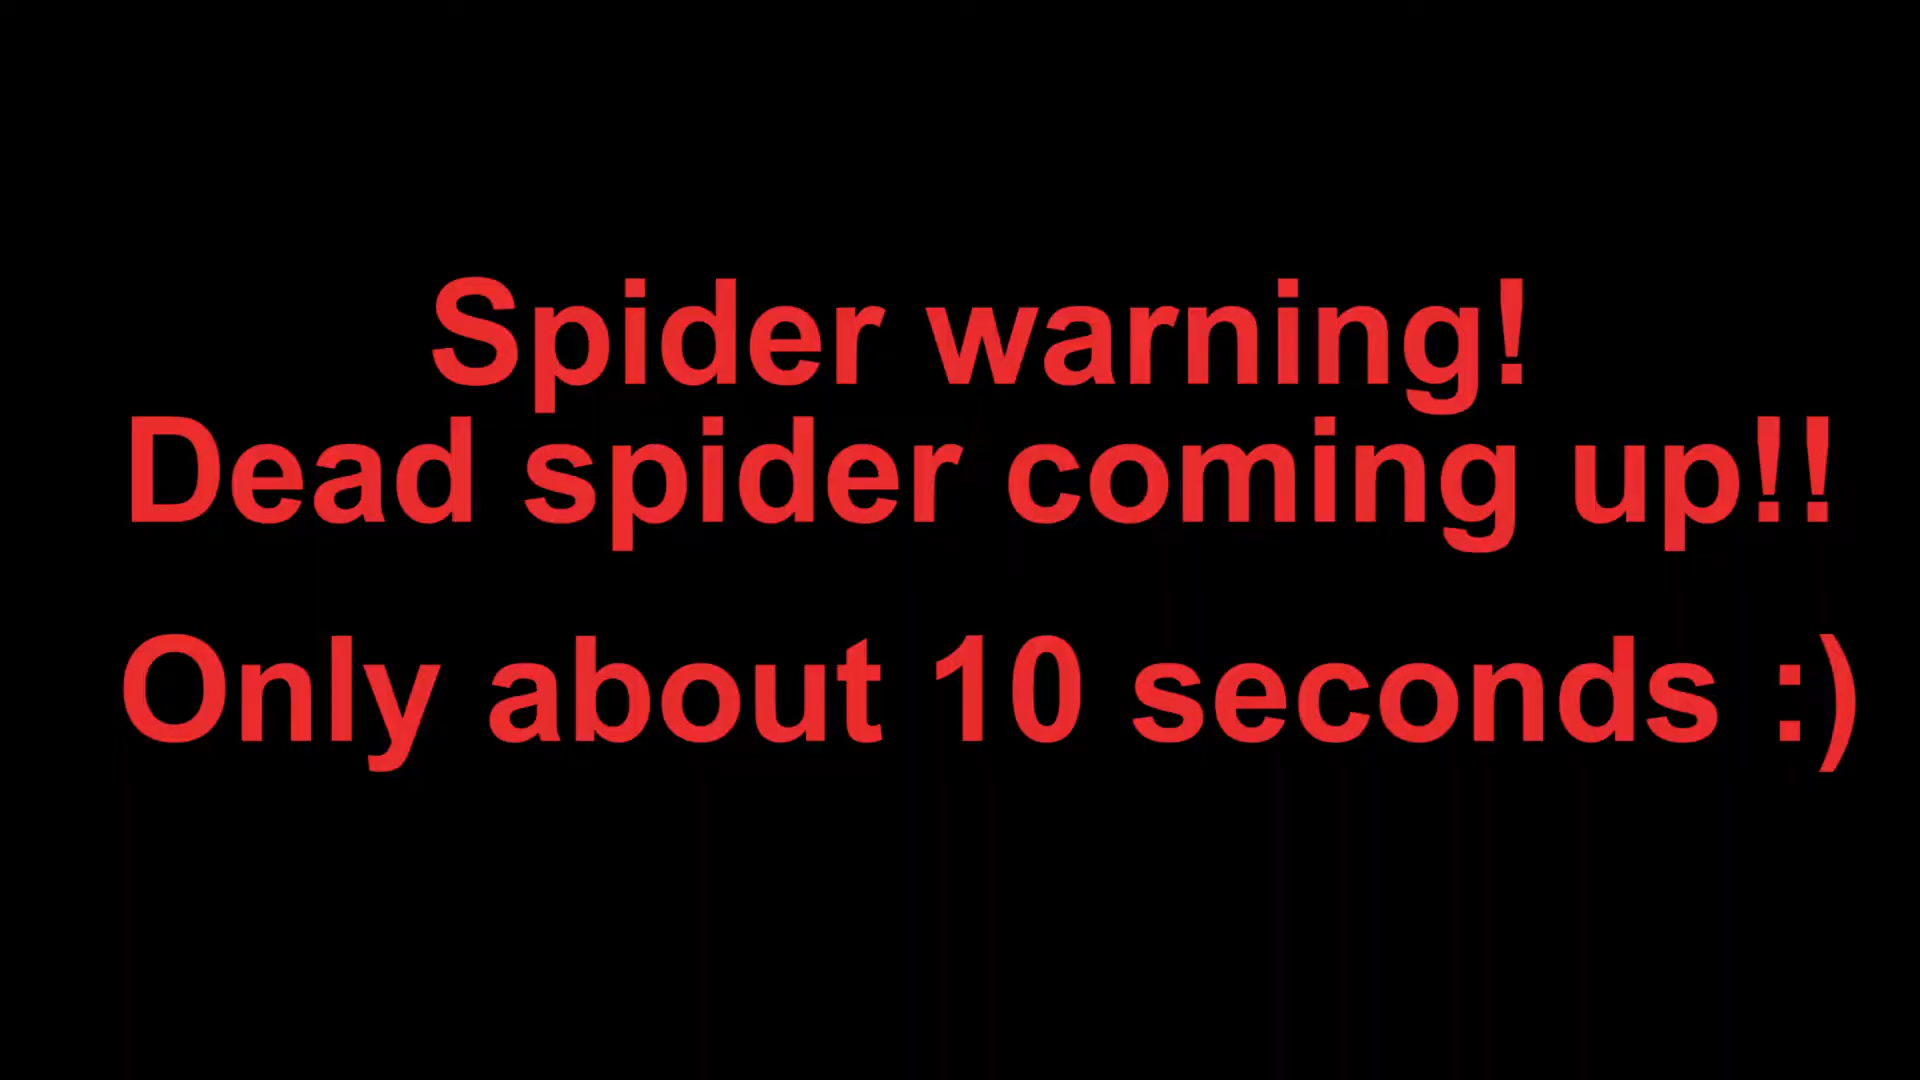 Spider warning!
Dead spider coming up!!
Only about 10 seconds :)